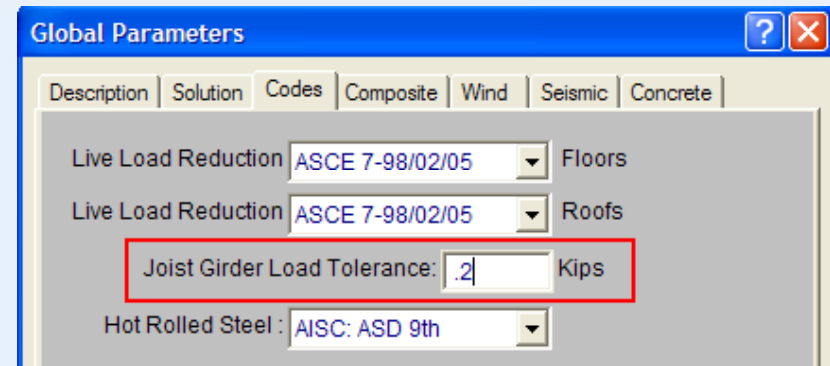 Global Parameters
Description Solution Codes Composite Wind Seismic Concrete
Live Load Reduction ASCE 7-98/02/05 Floors
Live Load Reduction ASCE 7-98/02/05 Roofs
Joist Girder Load Tolerance: .2 Kips
Hot Rolled Steel : AISC: ASD 9th